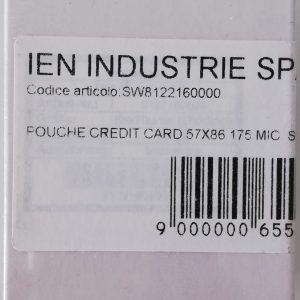 IEN INDUSTRIE SPA
Codice articolo:SW8122160000
POUCHE CREDIT CARD 57X86 175 MIC S
9 000000 655